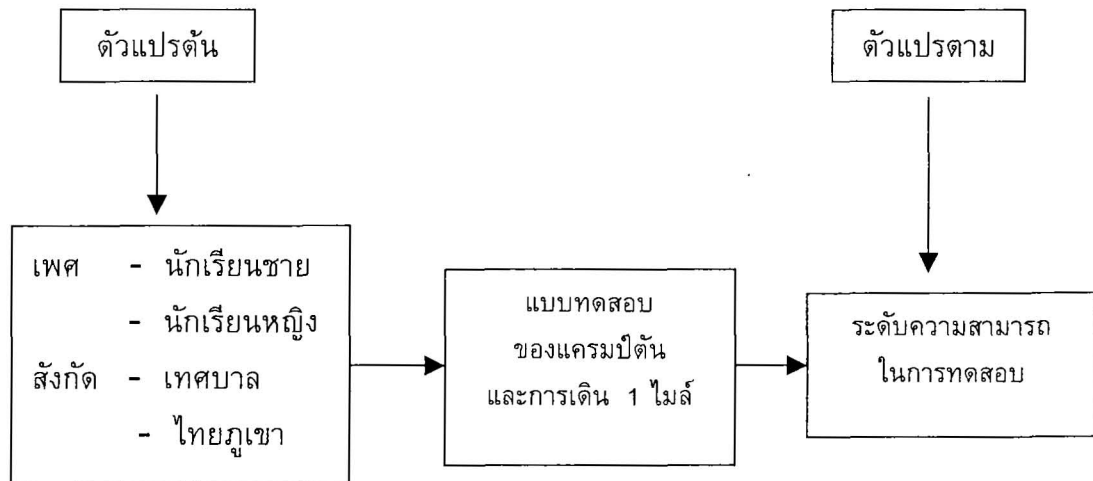 ตัวแปรต้น
ตัวแปรตาม
เพศ - นักเรียนชาย
- นักเรียนหญิง
สังกัด - เทศบาล
- ไทยภูเขา
แบบทดสอบ
ของแครมป์ตัน
และการเดิน 1 ไมล์
ระดับความสามารถ
ในการทดสอบ